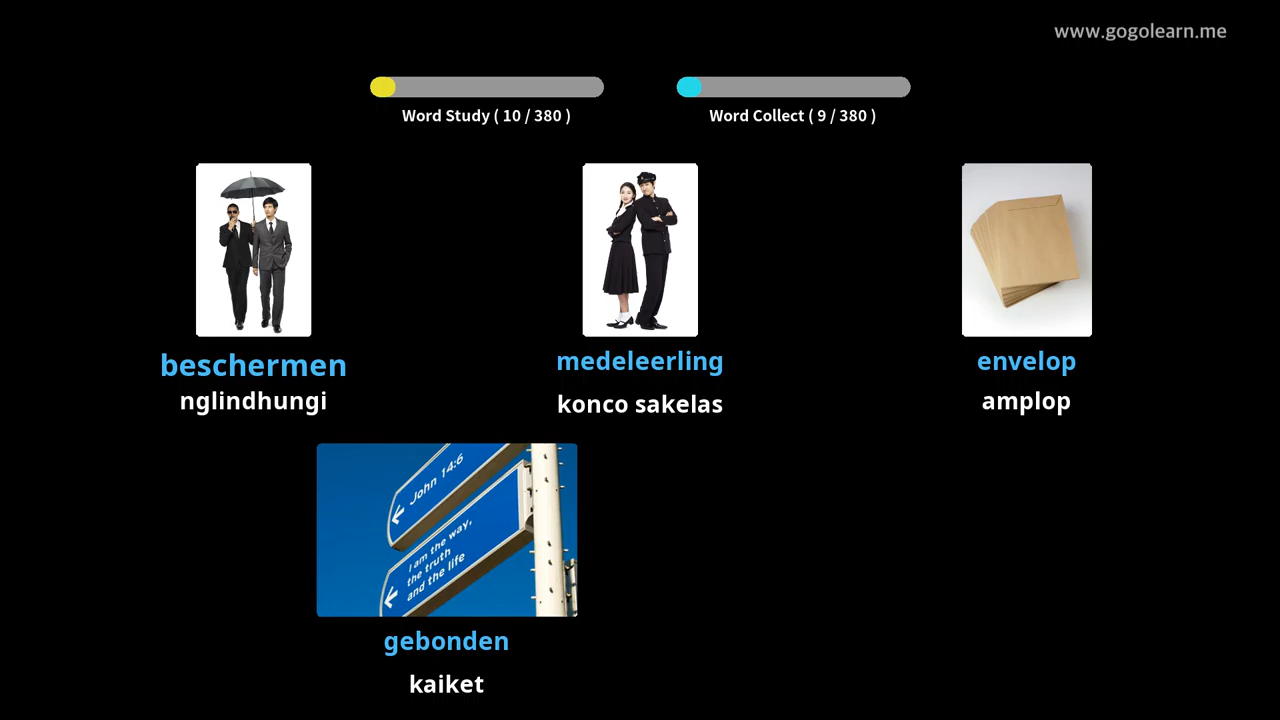 www.gogolearn.me
Word Study ( 10 / 380 )
Word Collect ( 9 / 380 )
beschermen
nglindhungi
medeleerling
konco sakelas
envelop
amplop
John 14:6
I am the way,
the truth
and the life
gebonden
kaiket